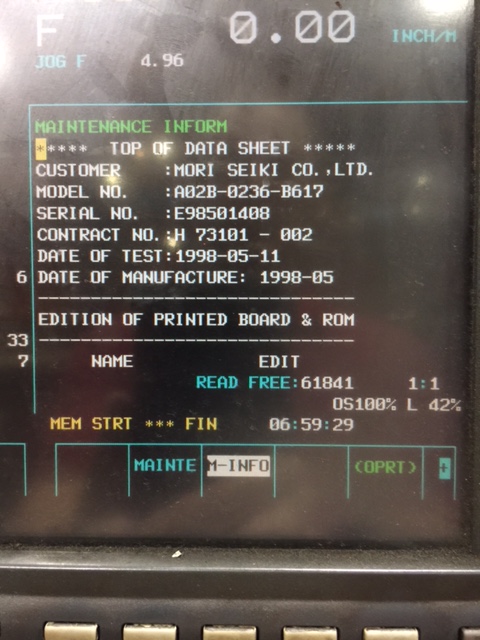 F 0.00 INCH/M
JOG F 4.96
MAINTENANCE INFORM
***** TOP OF DATA SHEET *****
CUSTOMER :MORI SEIKI CO.,LTD.
MODEL NO. :A02B-0236-B617
SERIAL NO. :E98501408
CONTRACT NO.:H 73101 - 002
DATE OF TEST:1998-05-11
6 DATE OF MANUFACTURE: 1998-05
------------------------------
EDITION OF PRINTED BOARD & ROM
33 ------------------------------
7 NAME EDIT
READ FREE:61841 1:1
OS100% L 42%
MEM STRT *** FIN 06:59:29
MAINTE M-INFO (OPRT) +